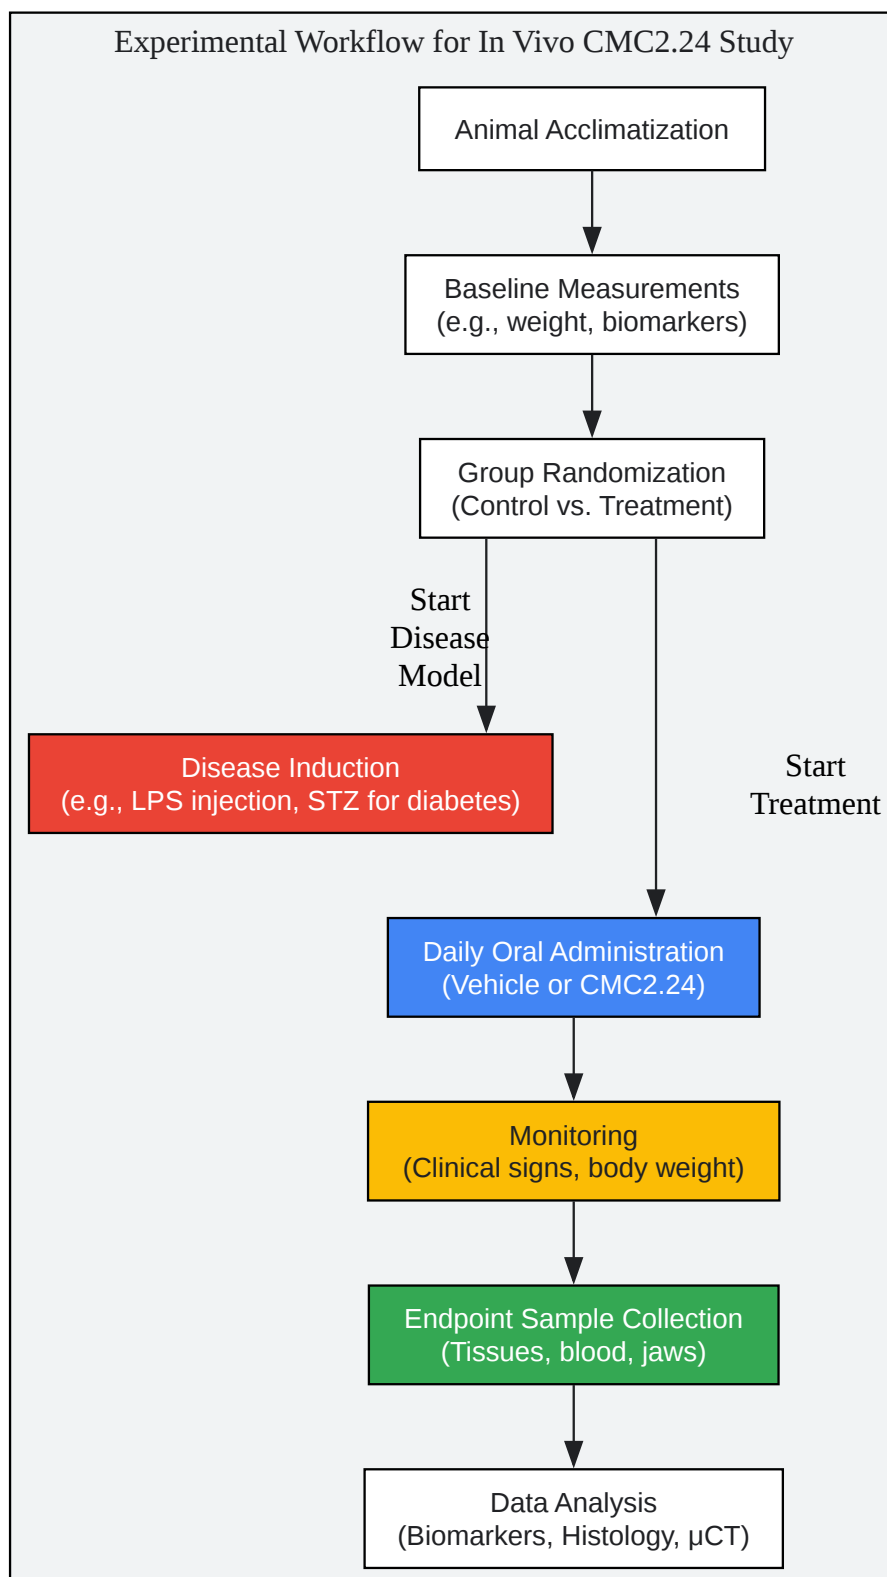 Experimental Workflow for In Vivo CMC2.24 Study
Animal Acclimatization
Baseline Measurements
(e.g., weight, biomarkers)
Group Randomization
(Control vs. Treatment)
Start
Disease
Model
Disease Induction
(e.g., LPS injection, STZ for diabetes)
Start
Treatment
Daily Oral Administration
(Vehicle or CMC2.24)
Monitoring
(Clinical signs, body weight)
Endpoint Sample Collection
(Tissues, blood, jaws)
Data Analysis
(Biomarkers, Histology, μCT)